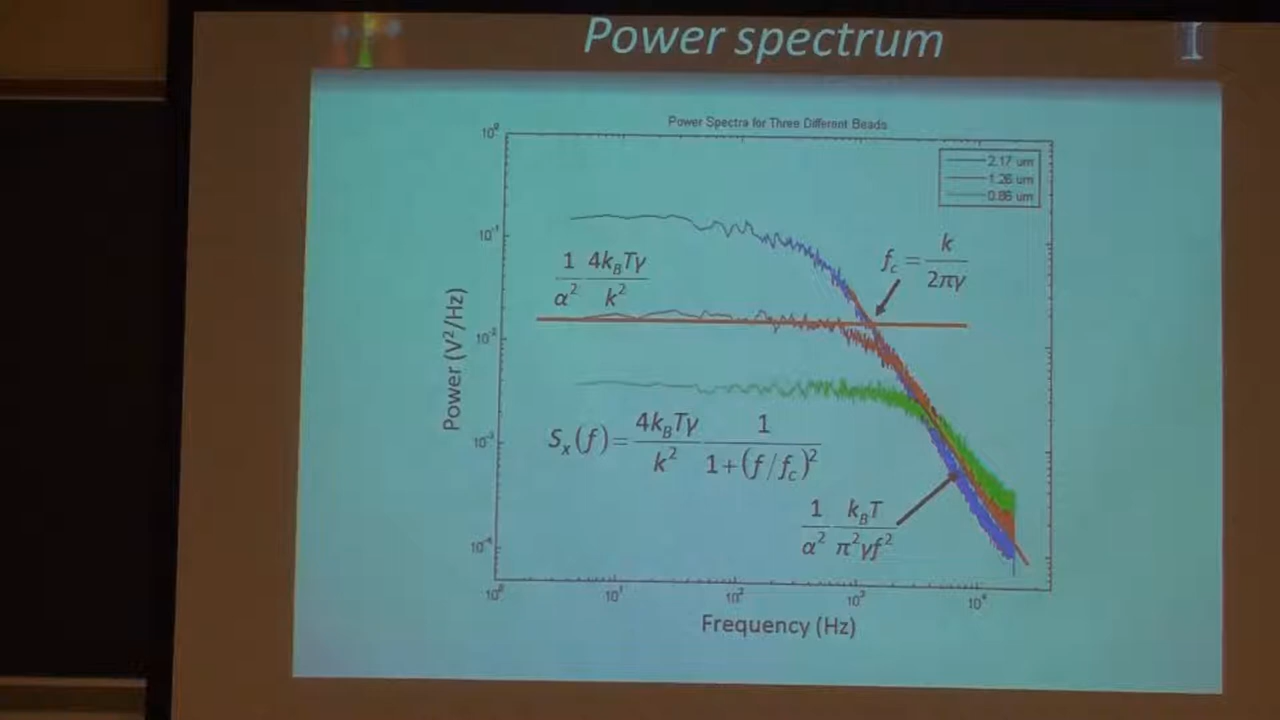 Power spectrum
I
Power Spectra for Three Different Beads
2.17 um
1.26 um
0.86 um
10⁰
10⁻¹
10⁻²
10⁻³
10⁻⁴
Power (V²/Hz)
1/α² 4k_BTγ/k²
f_c = k/2πγ
S_x(f)= 4k_BTγ/k² 1/1+(f/f_c)²
1/α² k_BT/π²γf²
10⁰ 10¹ 10² 10³ 10⁴
Frequency (Hz)